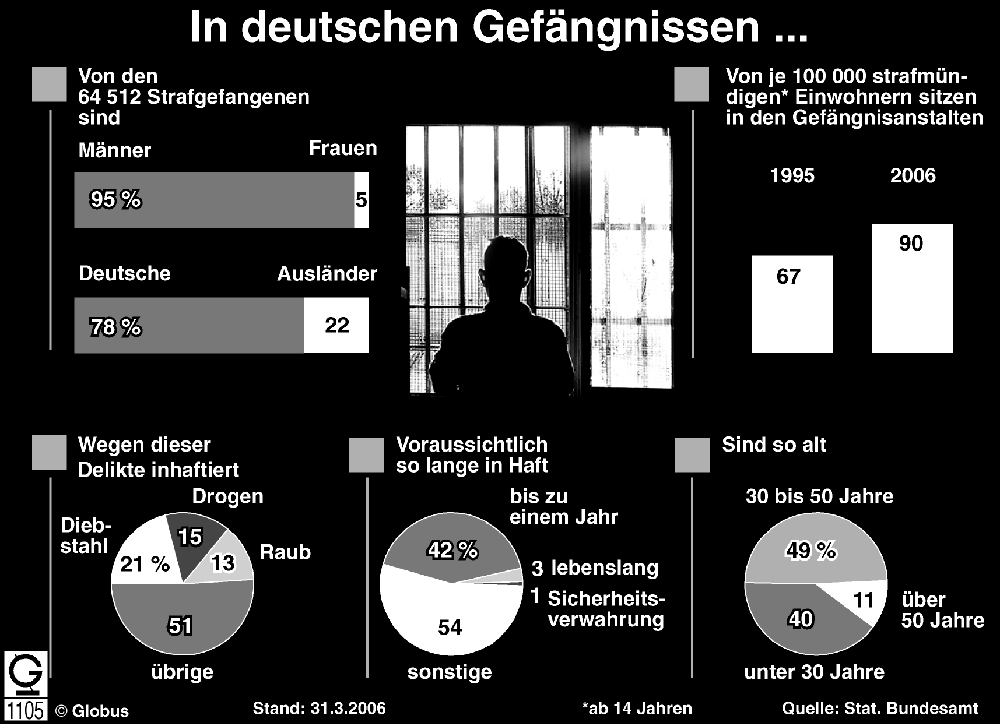 In deutschen Gefängnissen ...
Von den
64 512 Strafgefangenen
sind
Männer
Frauen
95 %
5
Deutsche
Ausländer
78 %
22
Von je 100 000 strafmün-
digen* Einwohnern sitzen
in den Gefängnisanstalten
1995
2006
67
90
Wegen dieser
Delikte inhaftiert
Drogen
Dieb-
stahl
15
Raub
21 %
13
51
übrige
Voraussichtlich
so lange in Haft
bis zu
einem Jahr
42 %
3 lebenslang
1 Sicherheits-
verwahrung
54
sonstige
Sind so alt
30 bis 50 Jahre
49 %
11
über
50 Jahre
40
unter 30 Jahre
G
1105
© Globus
Stand: 31.3.2006
*ab 14 Jahren
Quelle: Stat. Bundesamt